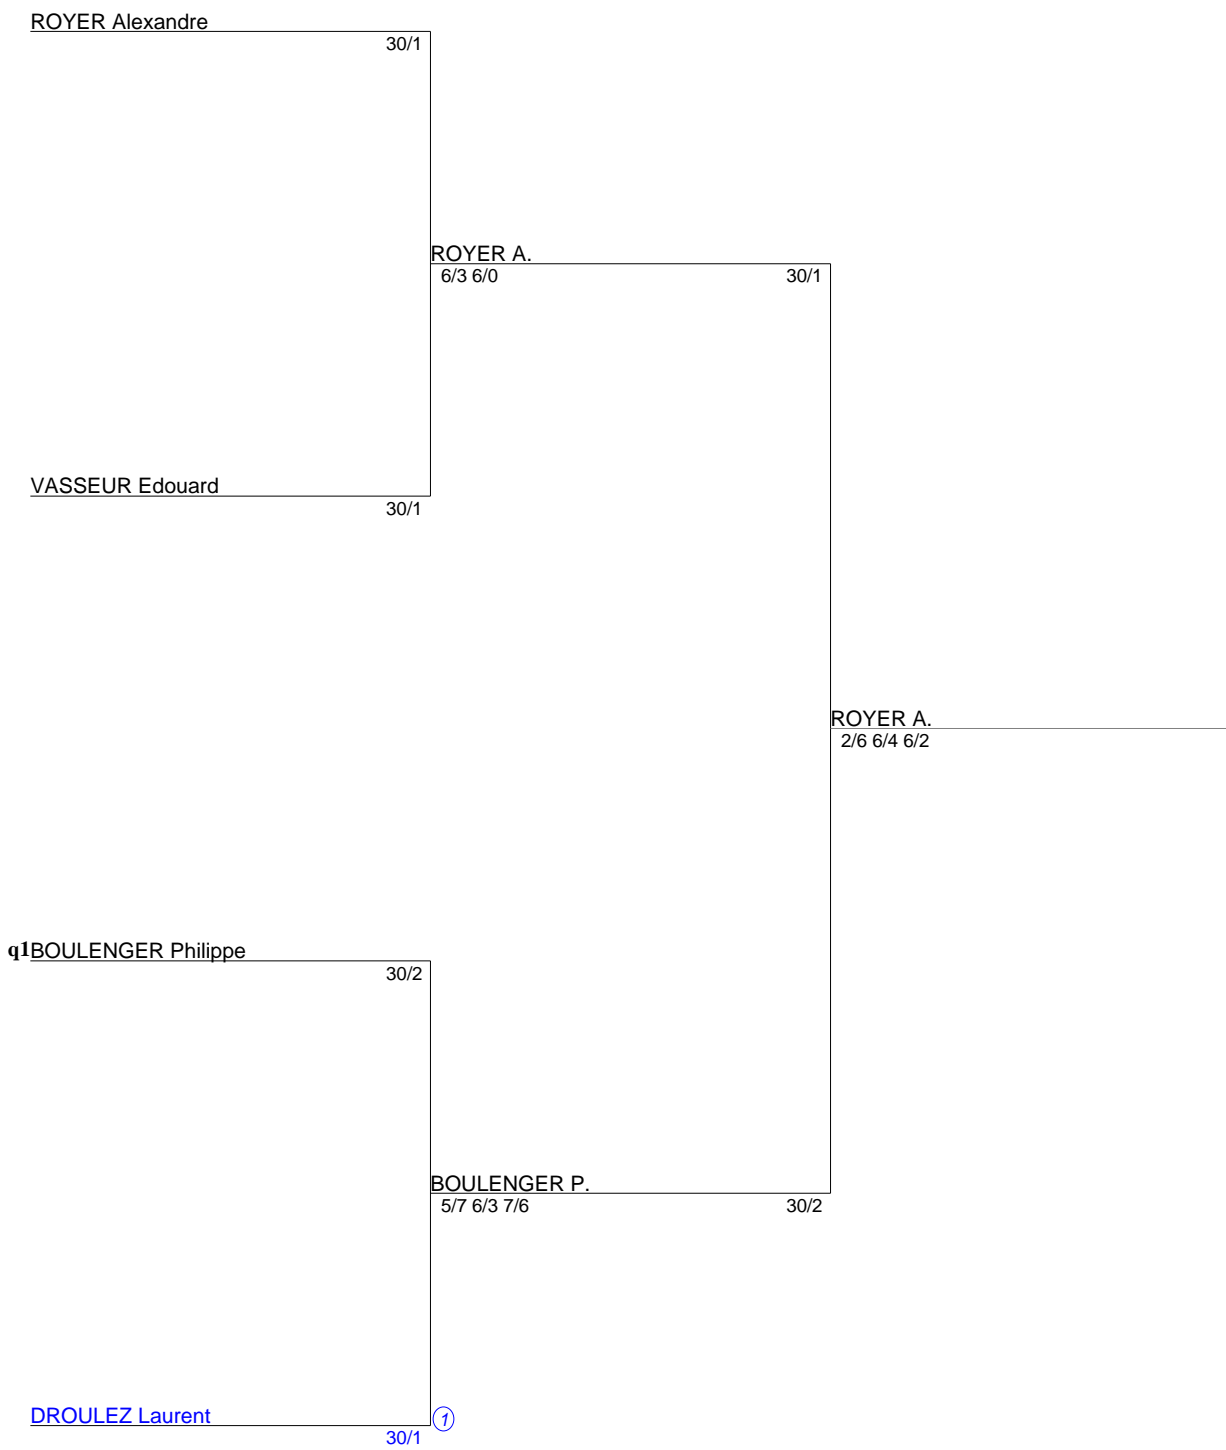 ROYER Alexandre
30/1
ROYER A.
6/3 6/0
30/1
VASSEUR Edouard
30/1
ROYER A.
2/6 6/4 6/2
q1 BOULENGER Philippe
30/2
BOULENGER P.
5/7 6/3 7/6
30/2
DROULEZ Laurent
1
30/1